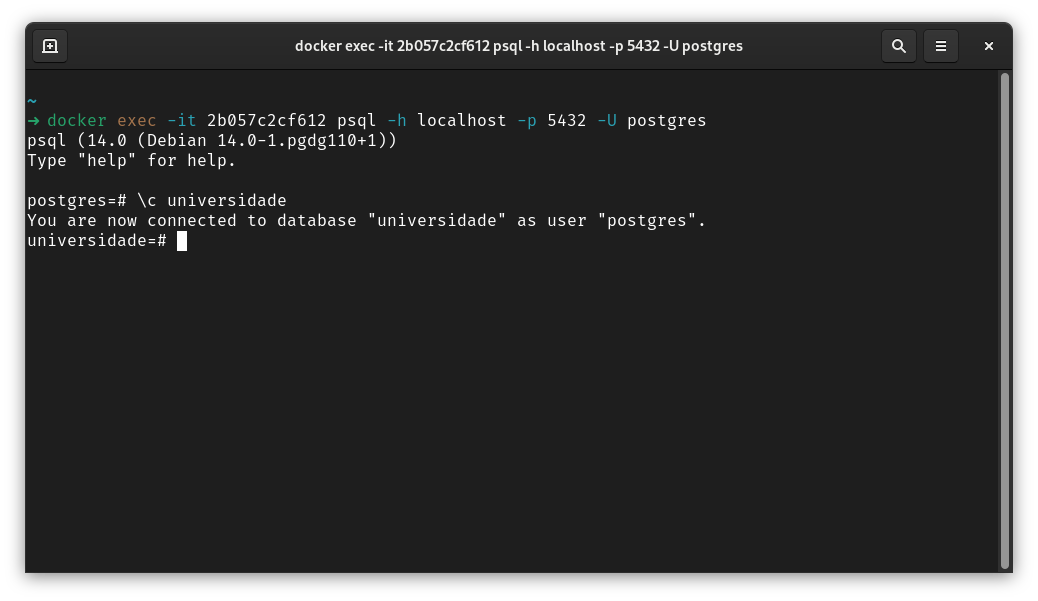 docker exec -it 2b057c2cf612 psql -h localhost -p 5432 -U postgres
~
→ docker exec -it 2b057c2cf612 psql -h localhost -p 5432 -U postgres
psql (14.0 (Debian 14.0-1.pgdg110+1))
Type "help" for help.
postgres=# \c universidade
You are now connected to database "universidade" as user "postgres".
universidade=#